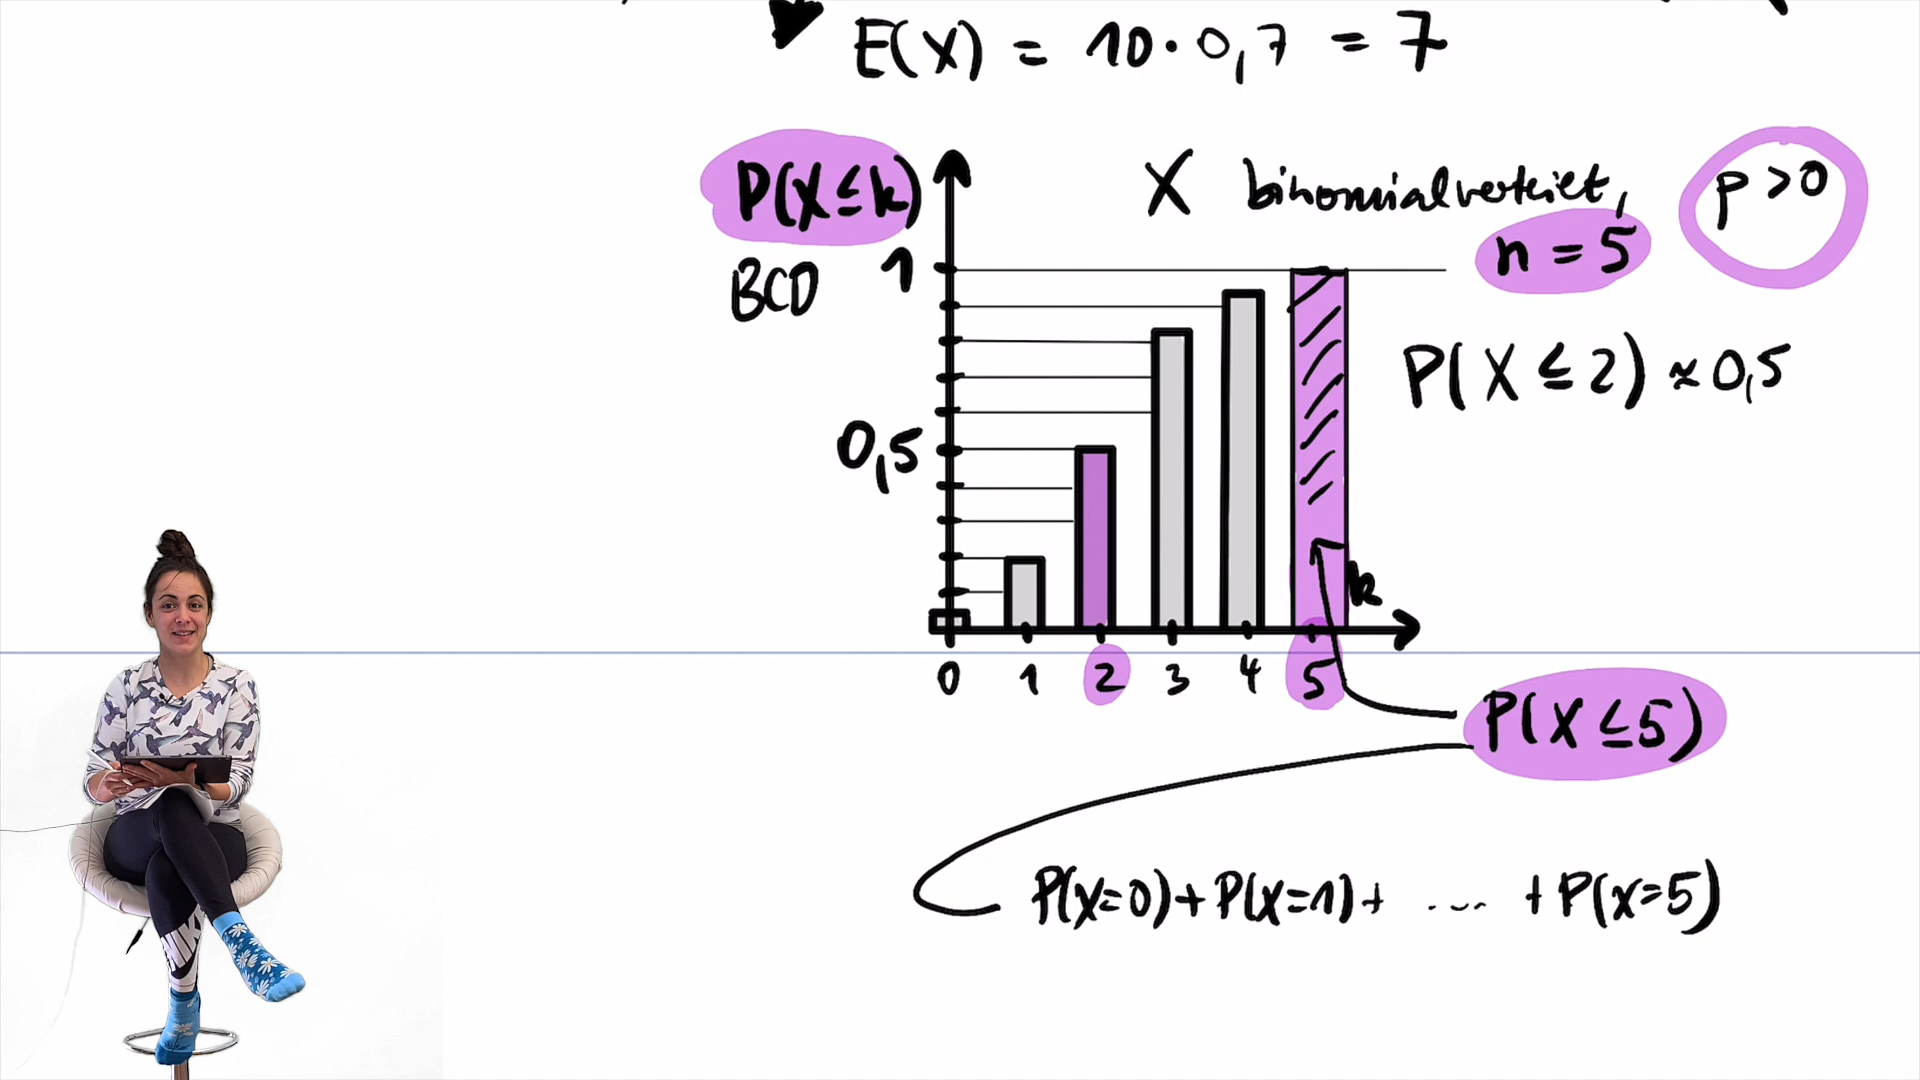 E(X) = 10 · 0,7 = 7
P(X≤k)
X binomialverteilt, p > 0
n = 5
BCD
1
P(X ≤ 2) ≈ 0,5
0,5
k
0 1 2 3 4 5
P(X ≤ 5)
P(X=0) + P(X=1) + .... + P(X=5)